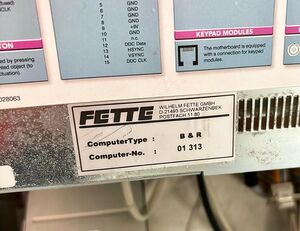 5 GND
6 GND
7 GND
8 GND
9 +5V
10 GND
11 n.c.
12 DDC Data
13 HSYNC
14 VSYNC
15 DDC CLK
KEYPAD MODULES
The motherboard is equipped
with a connection for keypad
modules.
028063
FETTE
WILHELM FETTE GMBH
D-21493 SCHWARZENBEK
POSTFACH 11 80
ComputerType : B & R
Computer-No. : 01 313